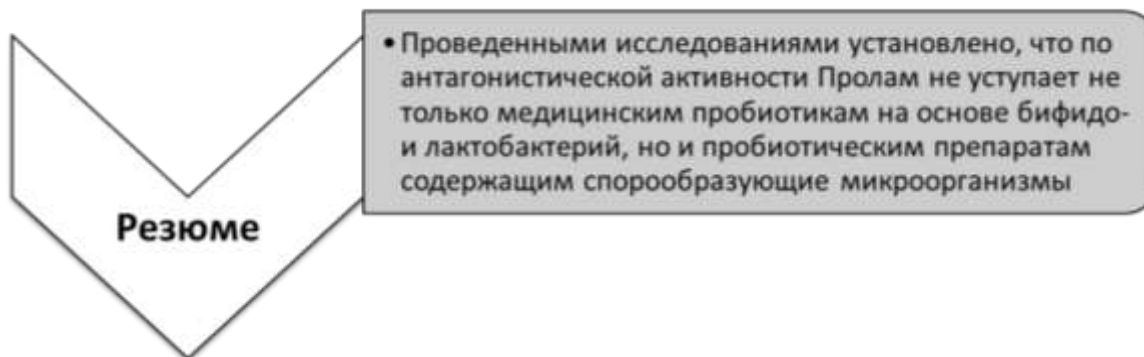 Резюме
• Проведенными исследованиями установлено, что по
антагонистической активности Пролам не уступает не
только медицинским пробиотикам на основе бифидо-
и лактобактерий, но и пробиотическим препаратам
содержащим спорообразующие микроорганизмы